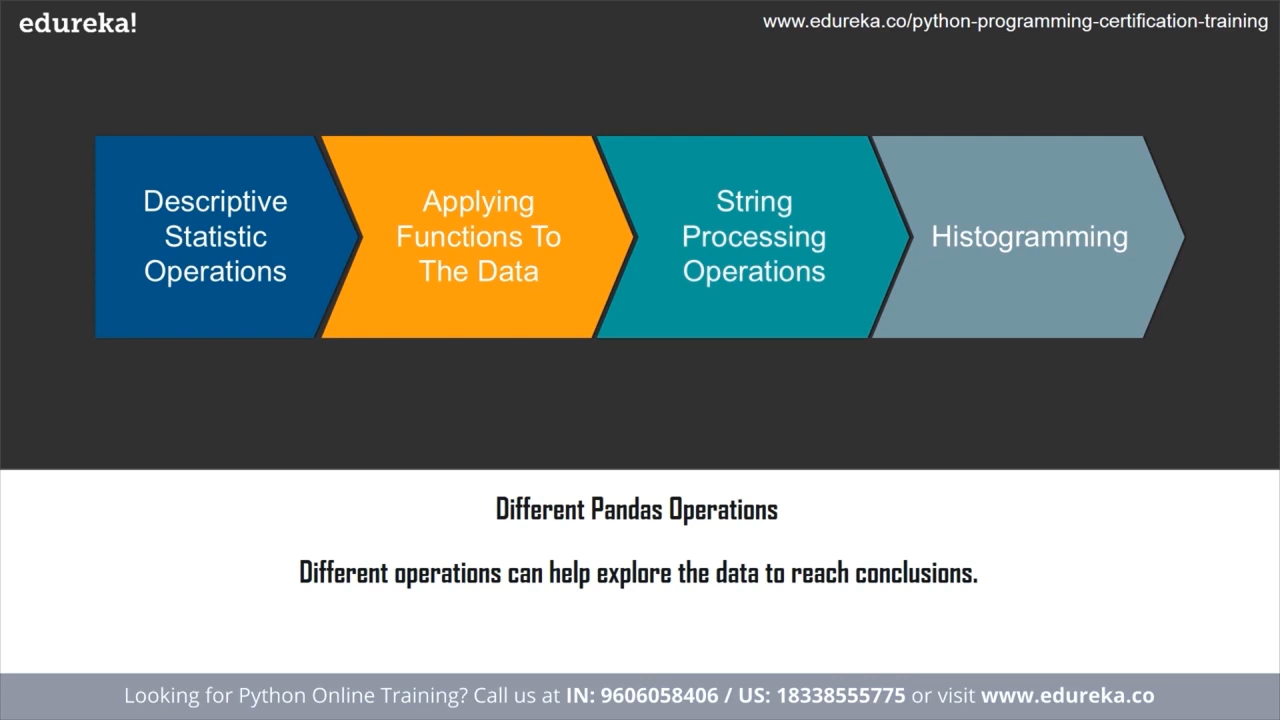 edureka!
www.edureka.co/python-programming-certification-training
Descriptive
Statistic
Operations
Applying
Functions To
The Data
String
Processing
Operations
Histogramming
Different Pandas Operations
Different operations can help explore the data to reach conclusions.
Looking for Python Online Training? Call us at IN: 9606058406 / US: 18338555775 or visit www.edureka.co